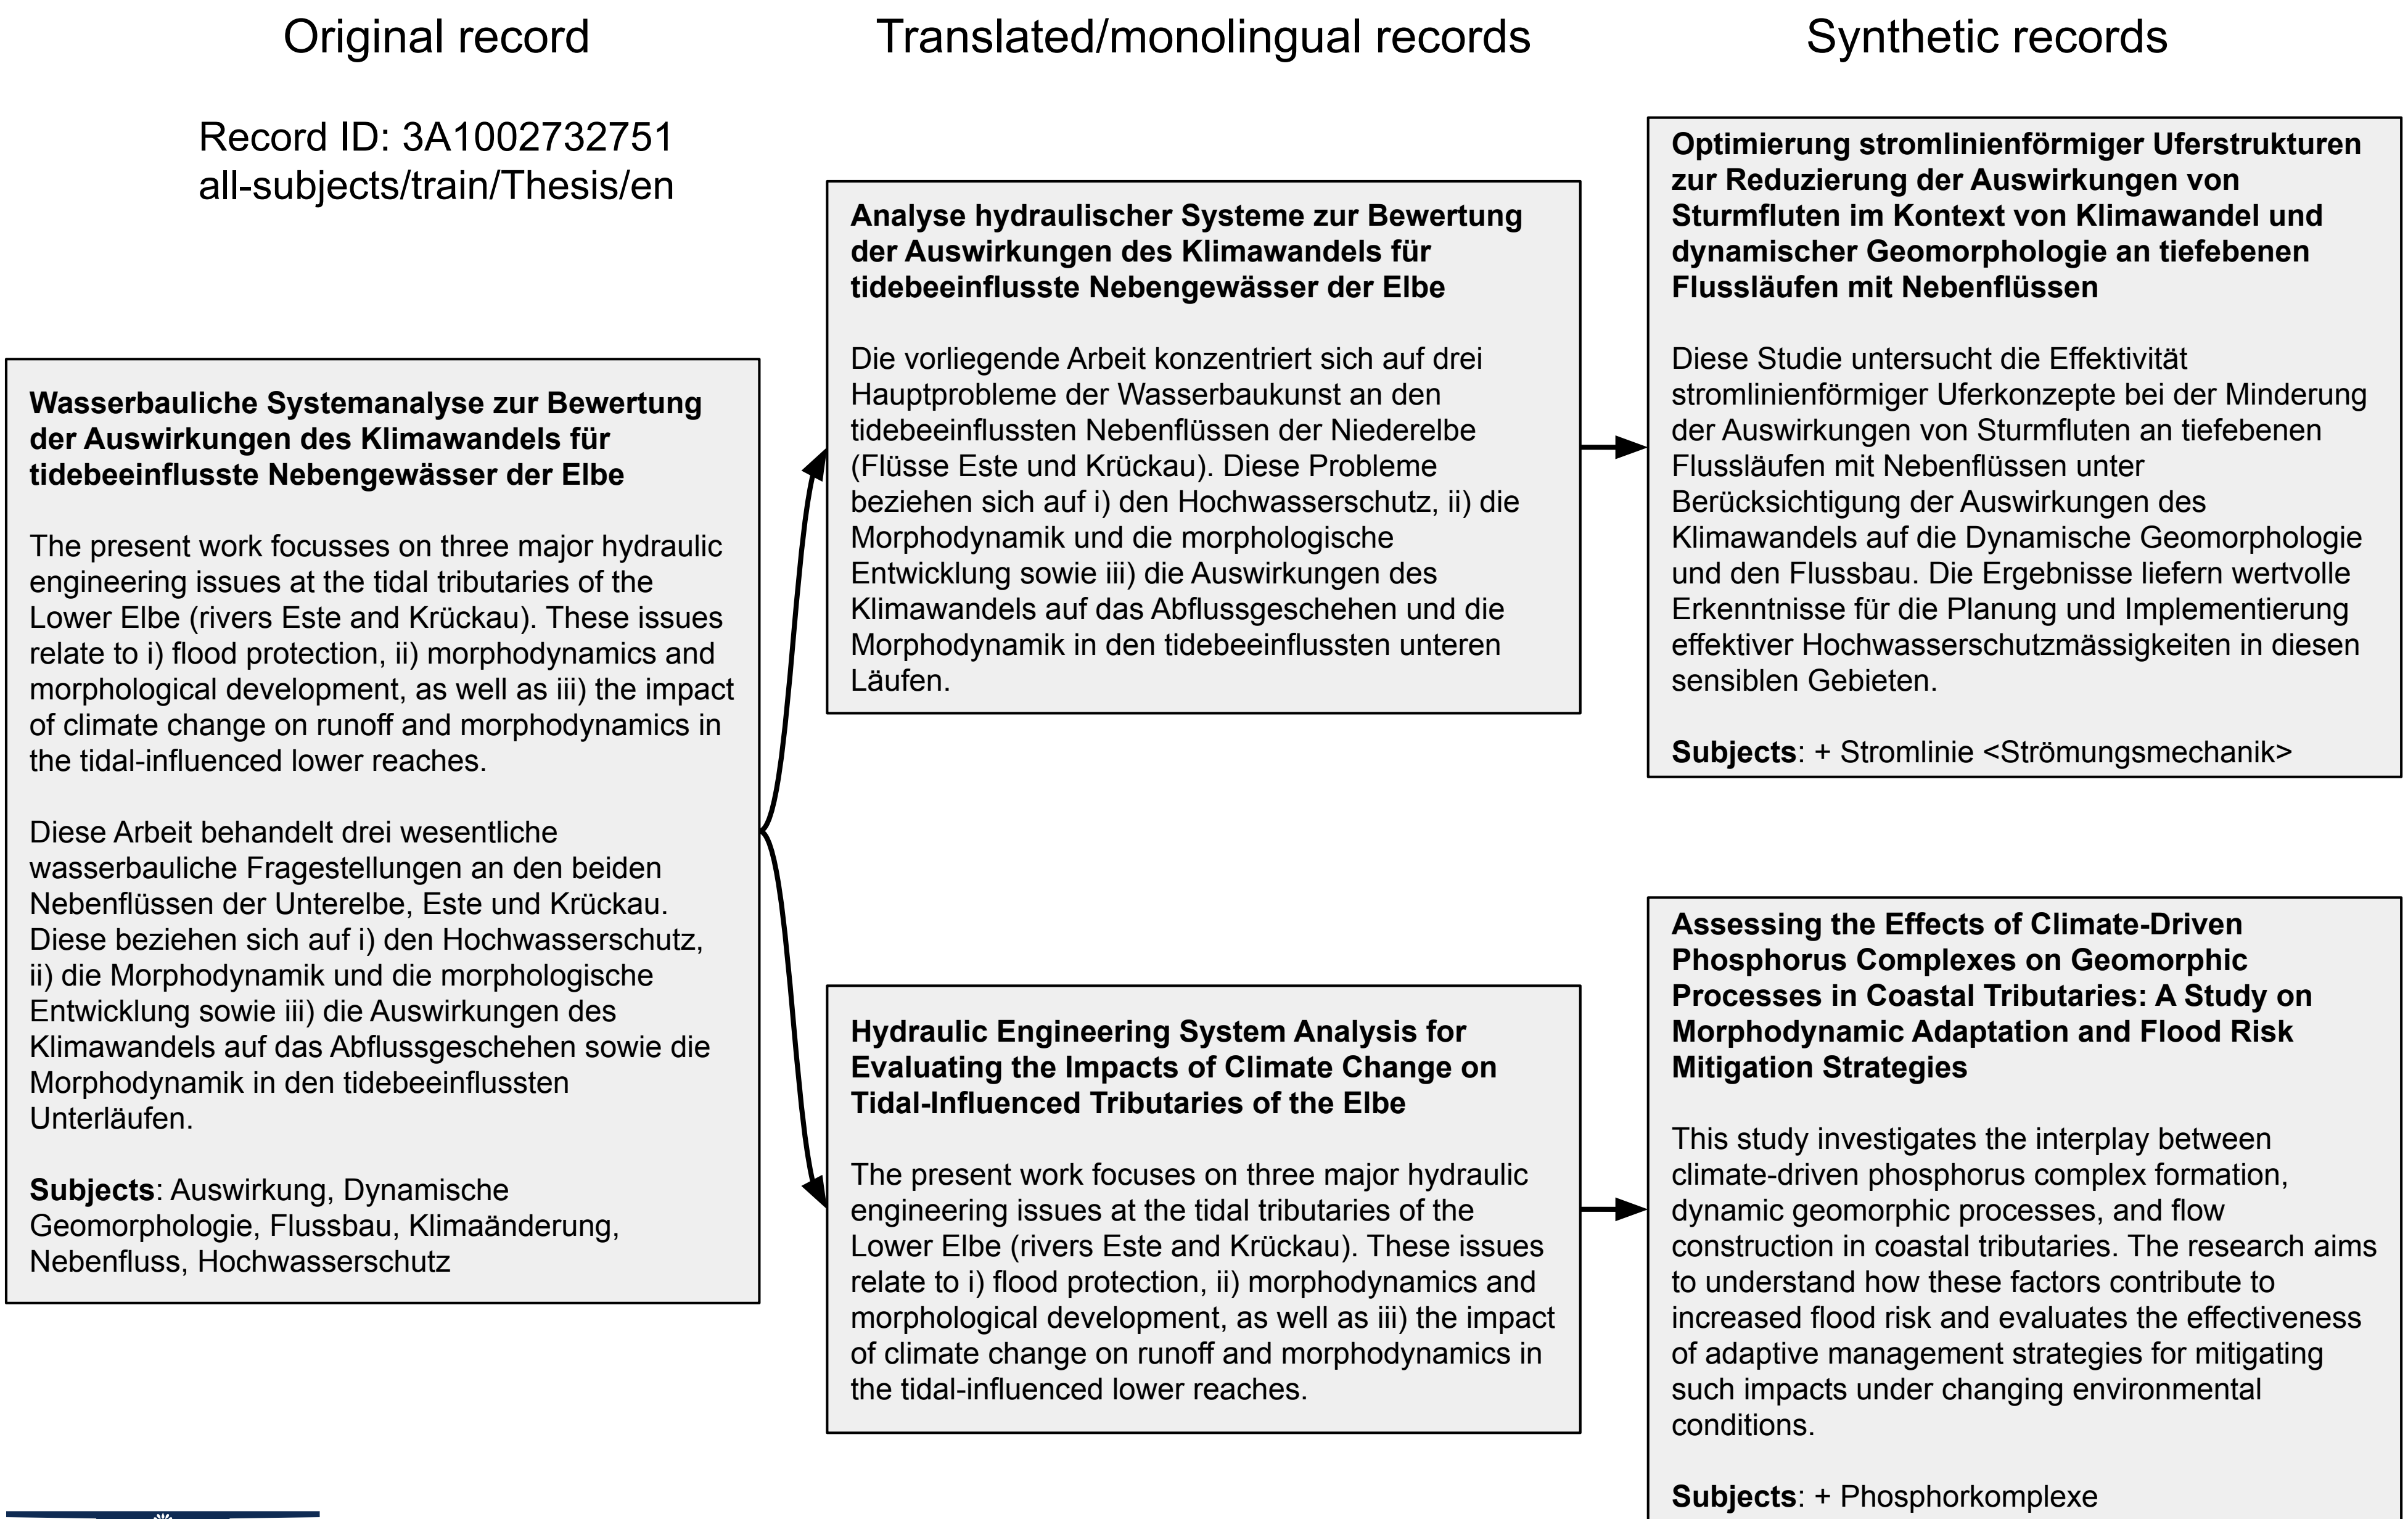 Original record
Record ID: 3A1002732751
all-subjects/train/Thesis/en
Wasserbauliche Systemanalyse zur Bewertung
der Auswirkungen des Klimawandels für
tidebeeinflusste Nebengewässer der Elbe
The present work focusses on three major hydraulic
engineering issues at the tidal tributaries of the
Lower Elbe (rivers Este and Krückau). These issues
relate to i) flood protection, ii) morphodynamics and
morphological development, as well as iii) the impact
of climate change on runoff and morphodynamics in
the tidal-influenced lower reaches.
Diese Arbeit behandelt drei wesentliche
wasserbauliche Fragestellungen an den beiden
Nebenflüssen der Unterelbe, Este und Krückau.
Diese beziehen sich auf i) den Hochwasserschutz,
ii) die Morphodynamik und die morphologische
Entwicklung sowie iii) die Auswirkungen des
Klimawandels auf das Abflussgeschehen sowie die
Morphodynamik in den tidebeeinflussten
Unterläufen.
Subjects: Auswirkung, Dynamische
Geomorphologie, Flussbau, Klimaänderung,
Nebenfluss, Hochwasserschutz
Translated/monolingual records
Analyse hydraulischer Systeme zur Bewertung
der Auswirkungen des Klimawandels für
tidebeeinflusste Nebengewässer der Elbe
Die vorliegende Arbeit konzentriert sich auf drei
Hauptprobleme der Wasserbaukunst an den
tidebeeinflussten Nebenflüssen der Niederelbe
(Flüsse Este und Krückau). Diese Probleme
beziehen sich auf i) den Hochwasserschutz, ii) die
Morphodynamik und die morphologische
Entwicklung sowie iii) die Auswirkungen des
Klimawandels auf das Abflussgeschehen und die
Morphodynamik in den tidebeeinflussten unteren
Läufen.
Hydraulic Engineering System Analysis for
Evaluating the Impacts of Climate Change on
Tidal-Influenced Tributaries of the Elbe
The present work focuses on three major hydraulic
engineering issues at the tidal tributaries of the
Lower Elbe (rivers Este and Krückau). These issues
relate to i) flood protection, ii) morphodynamics and
morphological development, as well as iii) the impact
of climate change on runoff and morphodynamics in
the tidal-influenced lower reaches.
Synthetic records
Optimierung stromlinienförmiger Uferstrukturen
zur Reduzierung der Auswirkungen von
Sturmfluten im Kontext von Klimawandel und
dynamischer Geomorphologie an tiefebenen
Flussläufen mit Nebenflüssen
Diese Studie untersucht die Effektivität
stromlinienförmiger Uferkonzepte bei der Minderung
der Auswirkungen von Sturmfluten an tiefebenen
Flussläufen mit Nebenflüssen unter
Berücksichtigung der Auswirkungen des
Klimawandels auf die Dynamische Geomorphologie
und den Flussbau. Die Ergebnisse liefern wertvolle
Erkenntnisse für die Planung und Implementierung
effektiver Hochwasserschutzmässigkeiten in diesen
sensiblen Gebieten.
Subjects: + Stromlinie <Strömungsmechanik>
Assessing the Effects of Climate-Driven
Phosphorus Complexes on Geomorphic
Processes in Coastal Tributaries: A Study on
Morphodynamic Adaptation and Flood Risk
Mitigation Strategies
This study investigates the interplay between
climate-driven phosphorus complex formation,
dynamic geomorphic processes, and flow
construction in coastal tributaries. The research aims
to understand how these factors contribute to
increased flood risk and evaluates the effectiveness
of adaptive management strategies for mitigating
such impacts under changing environmental
conditions.
Subjects: + Phosphorkomplexe